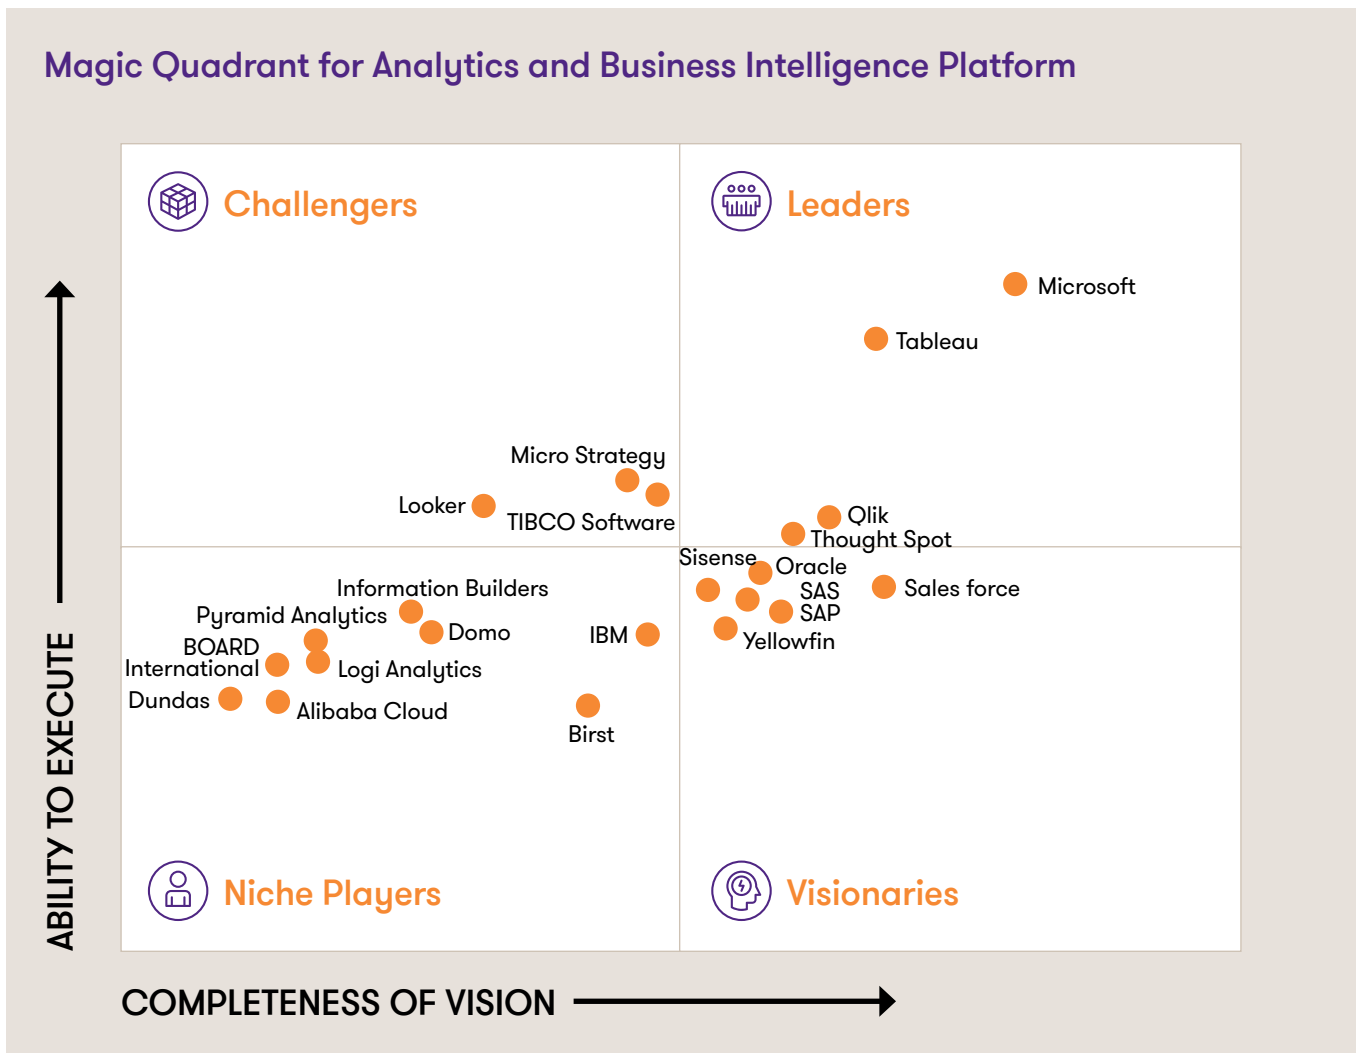 Magic Quadrant for Analytics and Business Intelligence Platform
Challengers
Leaders
Microsoft
Tableau
Micro Strategy
Looker
TIBCO Software
Qlik
Thought Spot
Sisense
Oracle
Sales force
SAS
SAP
Yellowfin
Information Builders
Pyramid Analytics
Domo
IBM
BOARD
International
Logi Analytics
Dundas
Alibaba Cloud
Birst
Niche Players
Visionaries
ABILITY TO EXECUTE
COMPLETENESS OF VISION